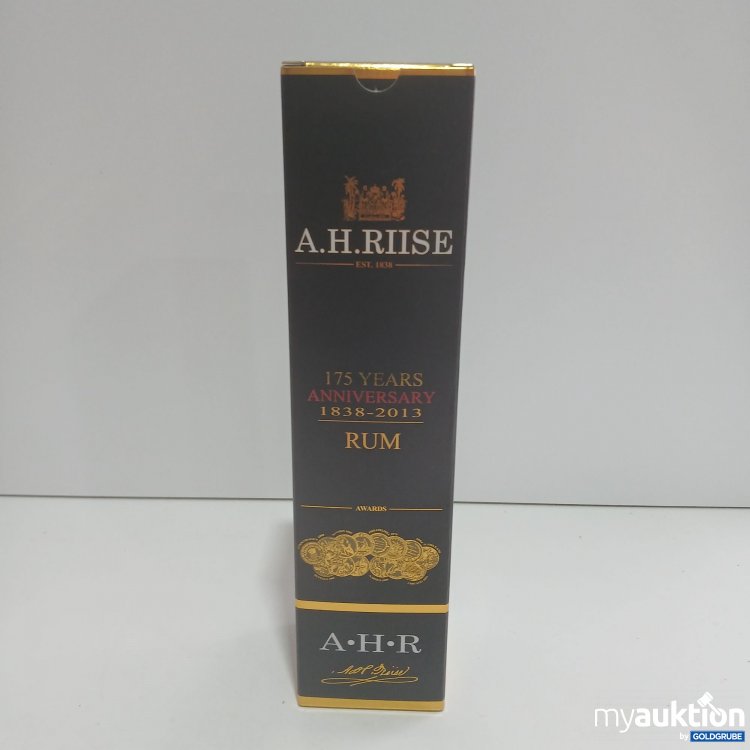 A.H.RIISE
EST. 1838
175 YEARS
ANNIVERSARY
1838-2013
RUM
AWARDS
A•H•R
myauktion
by GOLDGRUBE